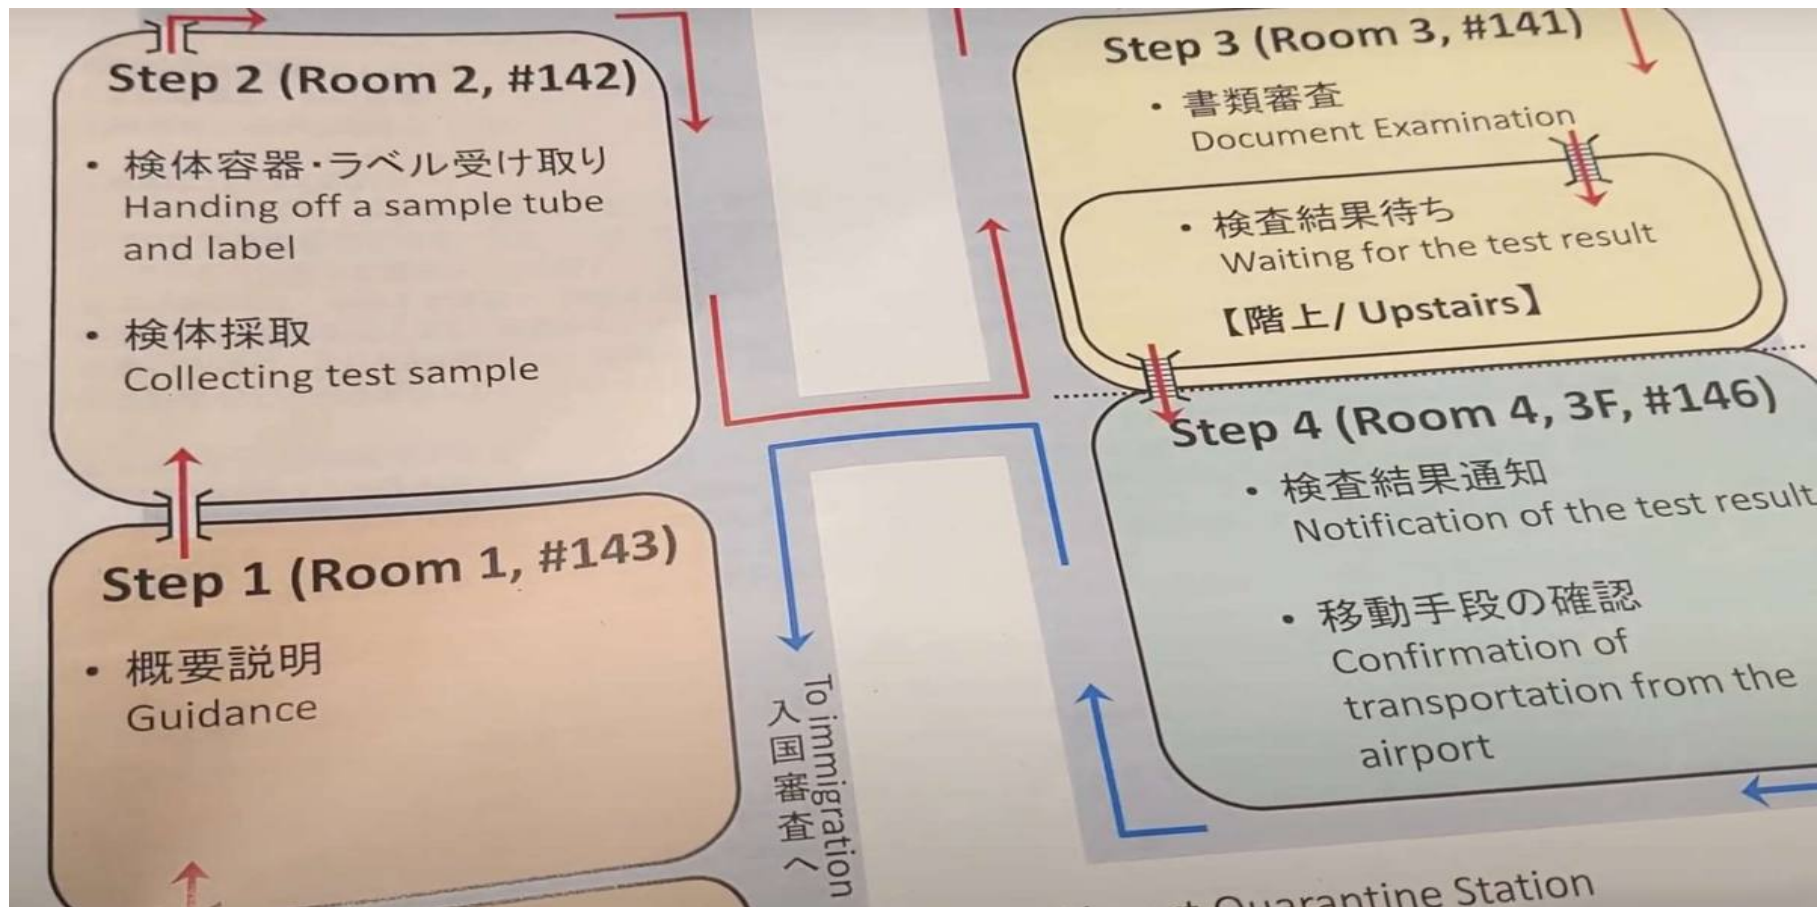 Step 2 (Room 2, #142)
• 検体容器・ラベル受け取り
Handing off a sample tube
and label
• 検体採取
Collecting test sample
Step 1 (Room 1, #143)
• 概要説明
Guidance
To immigration
入国審査へ
Step 3 (Room 3, #141)
• 書類審査
Document Examination
• 検査結果待ち
Waiting for the test result
【階上/ Upstairs】
Step 4 (Room 4, 3F, #146)
• 検査結果通知
Notification of the test result
• 移動手段の確認
Confirmation of
transportation from the
airport
Quarantine Station